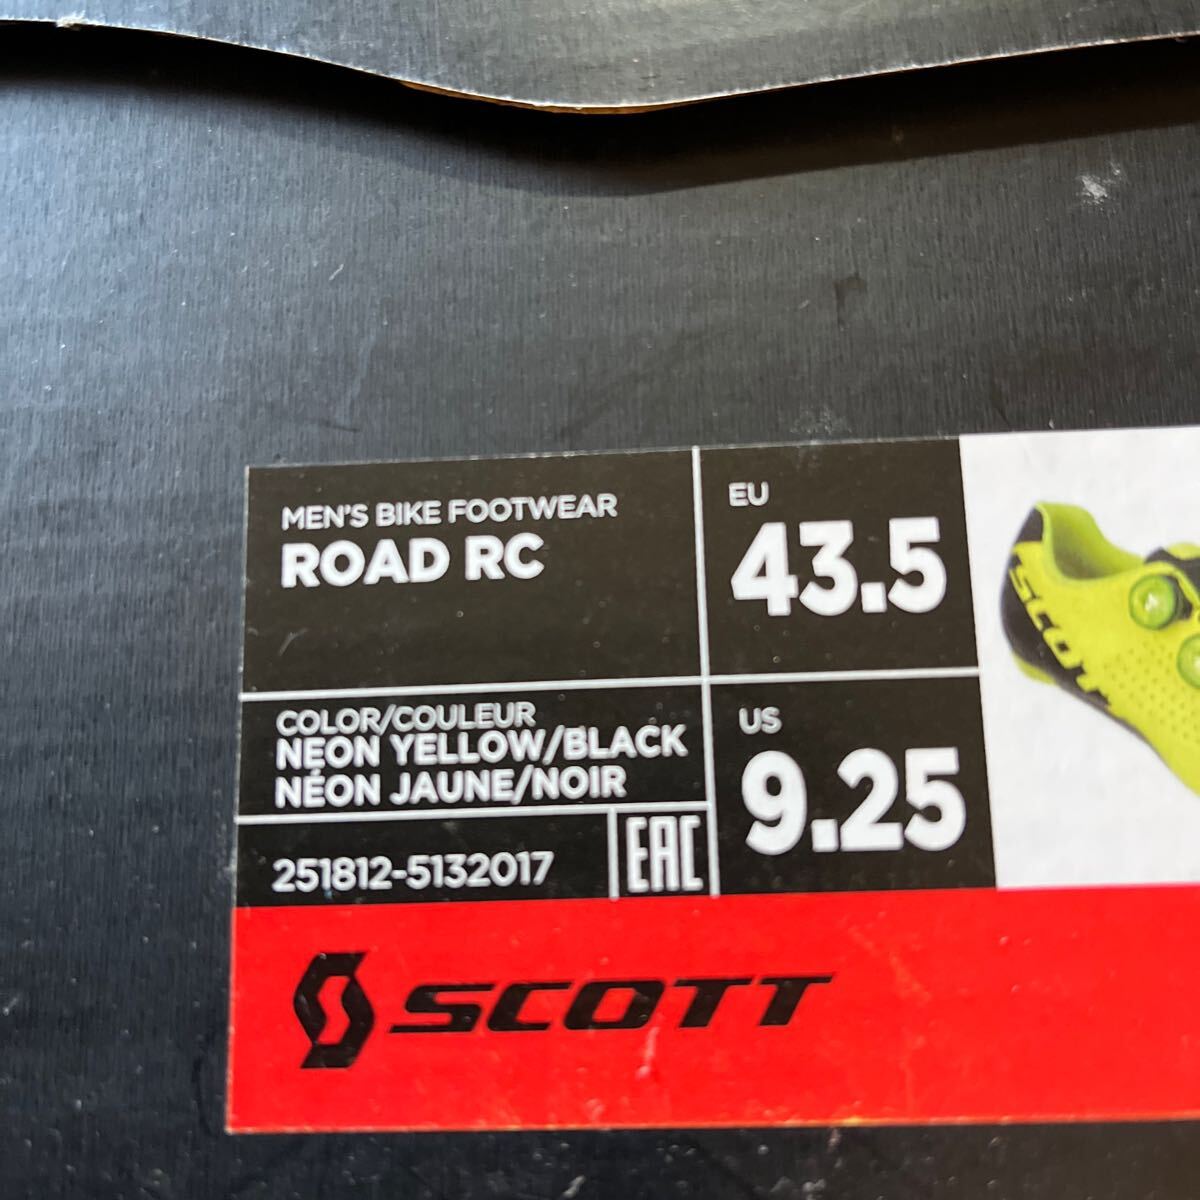 MEN'S BIKE FOOTWEAR
ROAD RC
EU
43.5
COLOR/COULEUR
NEON YELLOW/BLACK
NÉON JAUNE/NOIR
US
9.25
251812-5132017
EAC
SCOTT
SCOTT